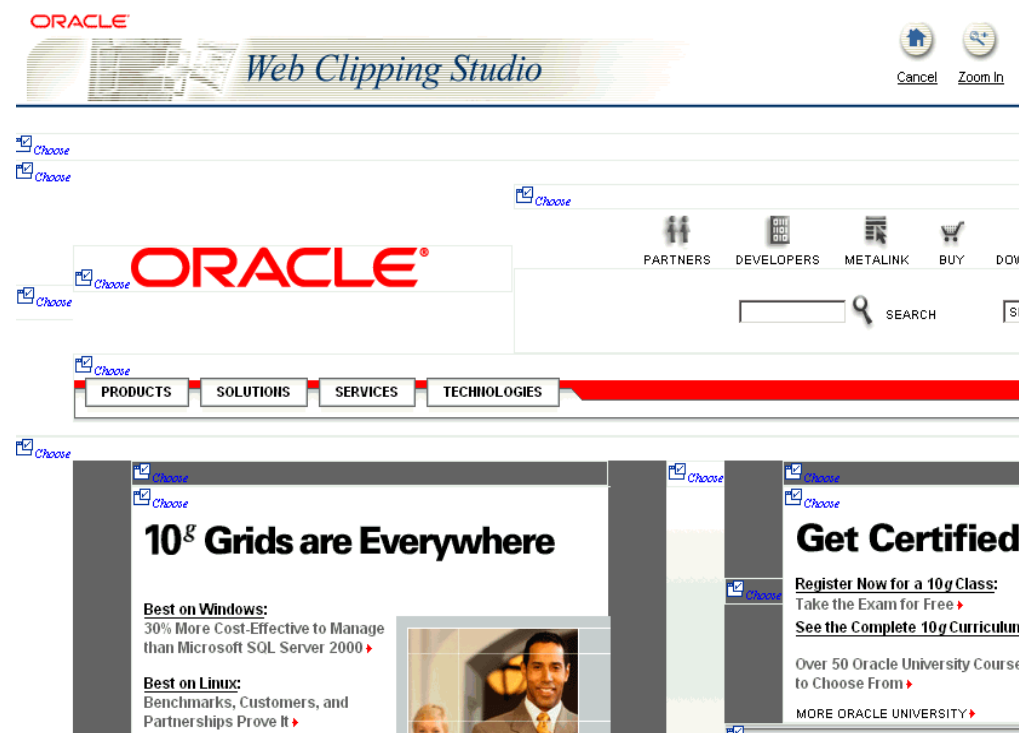 ORACLE®
Web Clipping Studio
Cancel Zoom In
Choose
Choose
Choose
PARTNERS DEVELOPERS METALINK BUY
Choose ORACLE®
Choose
SEARCH
Choose
PRODUCTS SOLUTIONS SERVICES TECHNOLOGIES
Choose
Choose Choose Choose
Choose Choose
10g Grids are Everywhere
Get Certified
Choose
Register Now for a 10g Class:
Take the Exam for Free
See the Complete 10g Curriculum
Best on Windows:
30% More Cost-Effective to Manage
than Microsoft SQL Server 2000
Over 50 Oracle University Course
to Choose From
Best on Linux:
Benchmarks, Customers, and
Partnerships Prove It
MORE ORACLE UNIVERSITY